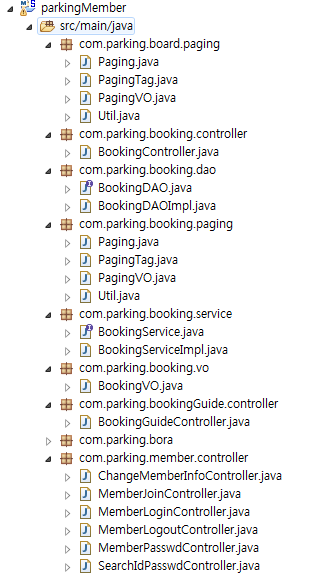 parkingMember
src/main/java
com.parking.board.paging
Paging.java
PagingTag.java
PagingVO.java
Util.java
com.parking.booking.controller
BookingController.java
com.parking.booking.dao
BookingDAO.java
BookingDAOImpl.java
com.parking.booking.paging
Paging.java
PagingTag.java
PagingVO.java
Util.java
com.parking.booking.service
BookingService.java
BookingServiceImpl.java
com.parking.booking.vo
BookingVO.java
com.parking.bookingGuide.controller
BookingGuideController.java
com.parking.bora
com.parking.member.controller
ChangeMemberInfoController.java
MemberJoinController.java
MemberLoginController.java
MemberLogoutController.java
MemberPasswdController.java
SearchIdPasswdController.java